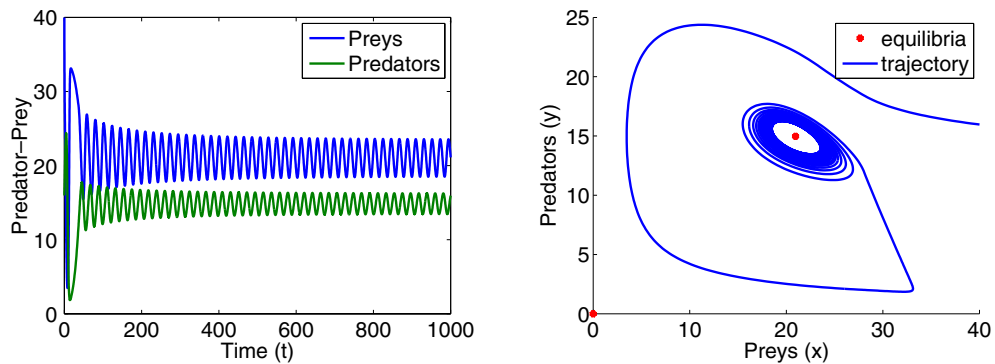 40
30
20
10
0
Predator–Prey
Preys
Predators
0 200 400 600 800 1000
Time (t)
25
20
15
10
5
0
Predators (y)
equilibria
trajectory
0 10 20 30 40
Preys (x)